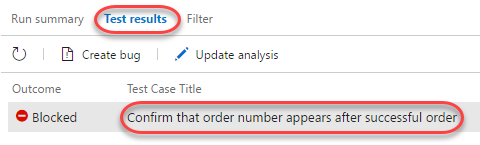 Run summary Test results Filter
Create bug Update analysis
Outcome Test Case Title
Blocked Confirm that order number appears after successful order